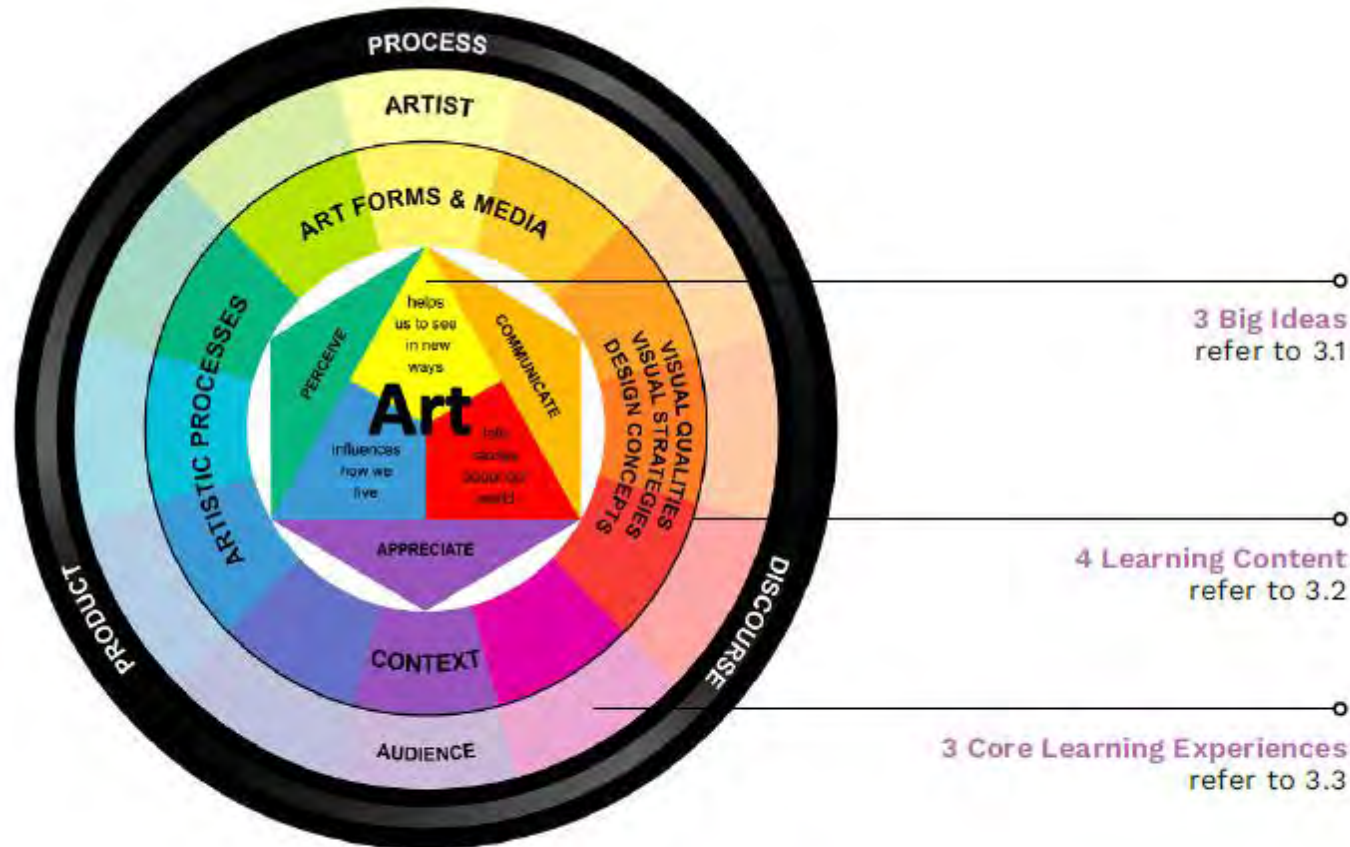 PROCESS
ARTIST
ART FORMS & MEDIA
helps
us to see
in new
ways
PERCEIVE
COMMUNICATE
Art
influences
how we
live
world
APPRECIATE
ARTISTIC PROCESSES
VISUAL QUALITIES
VISUAL STRATEGIES
DESIGN CONCEPTS
CONTEXT
AUDIENCE
PRODUCT
DISCOURSE
3 Big Ideas
refer to 3.1
4 Learning Content
refer to 3.2
3 Core Learning Experiences
refer to 3.3